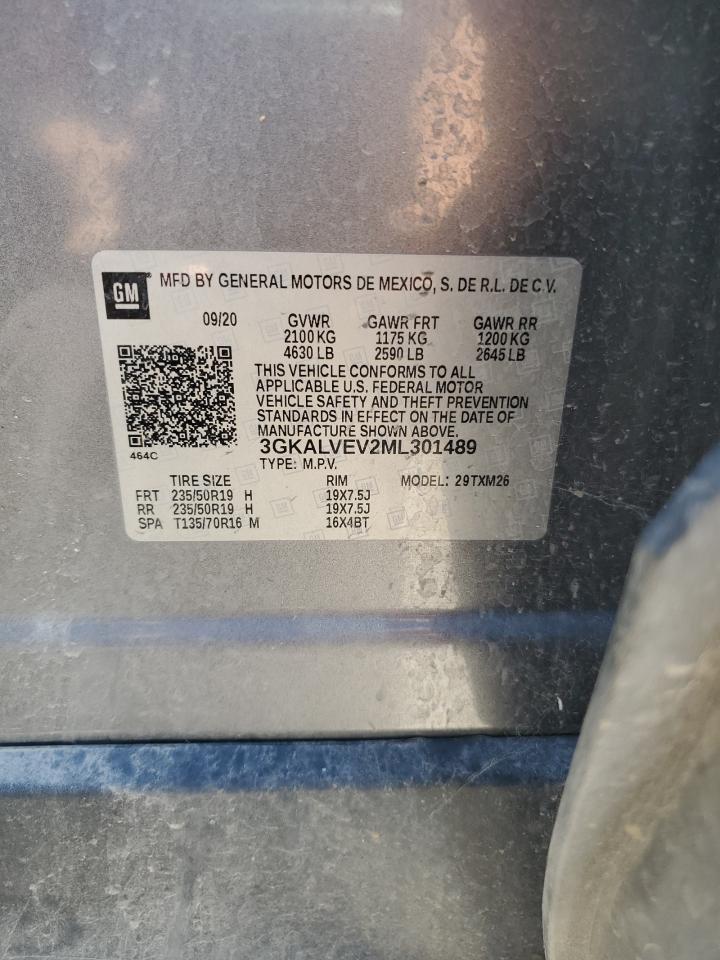 GM® MFD BY GENERAL MOTORS DE MEXICO, S. DE R.L. DE C.V.
09/20 GVWR GAWR FRT GAWR RR
2100 KG 1175 KG 1200 KG
4630 LB 2590 LB 2645 LB
THIS VEHICLE CONFORMS TO ALL
APPLICABLE U.S. FEDERAL MOTOR
VEHICLE SAFETY AND THEFT PREVENTION
STANDARDS IN EFFECT ON THE DATE OF
MANUFACTURE SHOWN ABOVE.
464C 3GKALVEV2ML301489
TYPE: M.P.V.
TIRE SIZE RIM MODEL: 29TXM26
FRT 235/50R19 H 19X7.5J
RR 235/50R19 H 19X7.5J
SPA T135/70R16 M 16X4BT